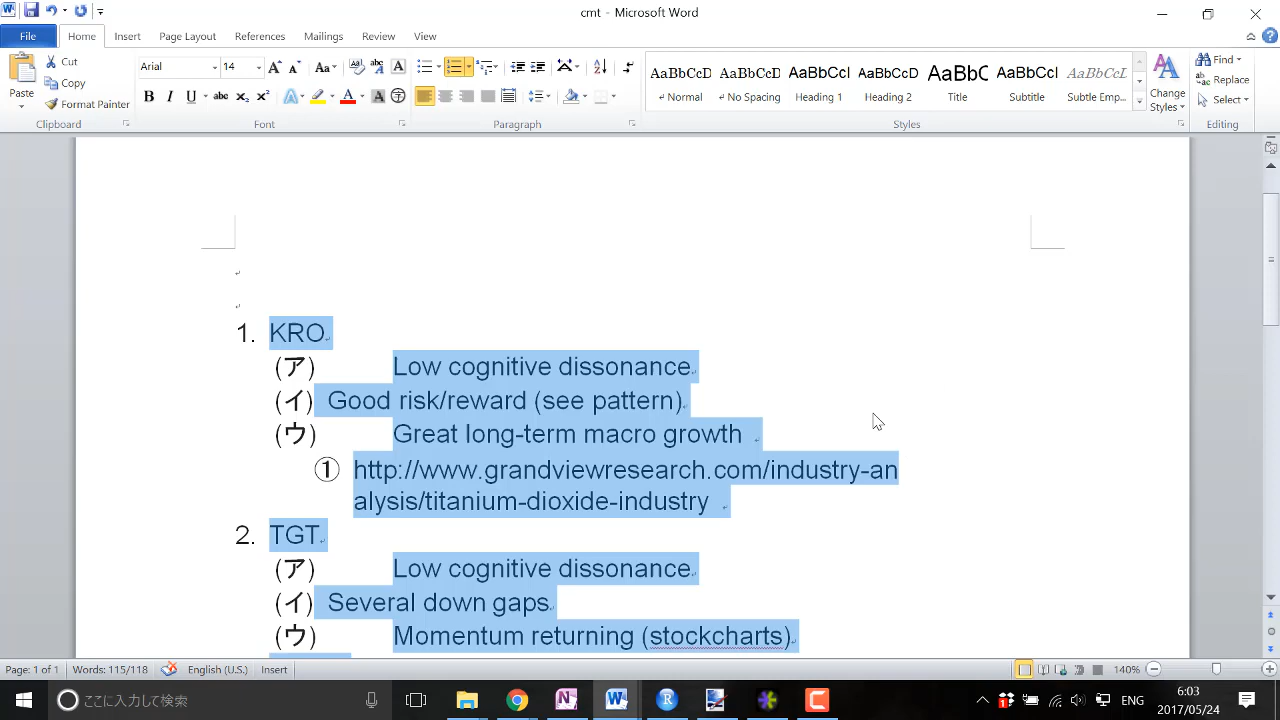 cmt - Microsoft Word
File Home Insert Page Layout References Mailings Review View
Paste
Cut
Copy
Format Painter
Clipboard
Arial 14
Font
Paragraph
AaBbCcD AaBbCcD AaBbCcI AaBbCcD AaBbC AaBbCcI AaBbCcD
Normal No Spacing Heading 1 Heading 2 Title Subtitle Subtle Emp...
Change Styles
Styles
Find
Replace
Select
Editing
1. KRO
(ア) Low cognitive dissonance
(イ) Good risk/reward (see pattern)
(ウ) Great long-term macro growth
① http://www.grandviewresearch.com/industry-an
alysis/titanium-dioxide-industry
2. TGT
(ア) Low cognitive dissonance
(イ) Several down gaps
(ウ) Momentum returning (stockcharts)
Page: 1 of 1 Words: 115/118 English (U.S.) Insert 140%
ここに入力して検索
ENG
6:03
2017/05/24